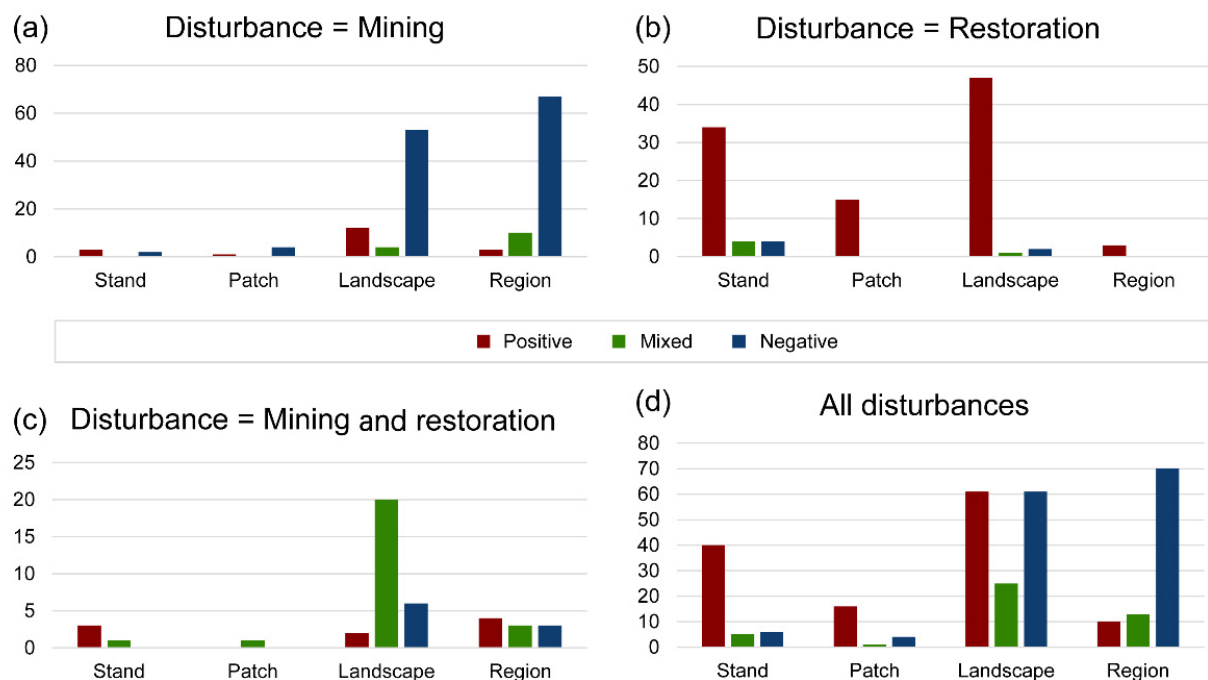 (a) Disturbance = Mining
80
60
40
20
0
Stand Patch Landscape Region
(b) Disturbance = Restoration
50
40
30
20
10
0
Stand Patch Landscape Region
Positive Mixed Negative
(c) Disturbance = Mining and restoration
25
20
15
10
5
0
Stand Patch Landscape Region
(d) All disturbances
80
70
60
50
40
30
20
10
0
Stand Patch Landscape Region